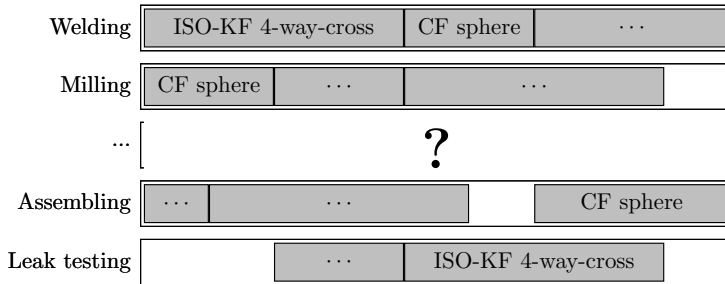 Welding ISO-KF 4-way-cross CF sphere ...
Milling CF sphere ... ...
... ?
Assembling ... ... CF sphere
Leak testing ... ISO-KF 4-way-cross